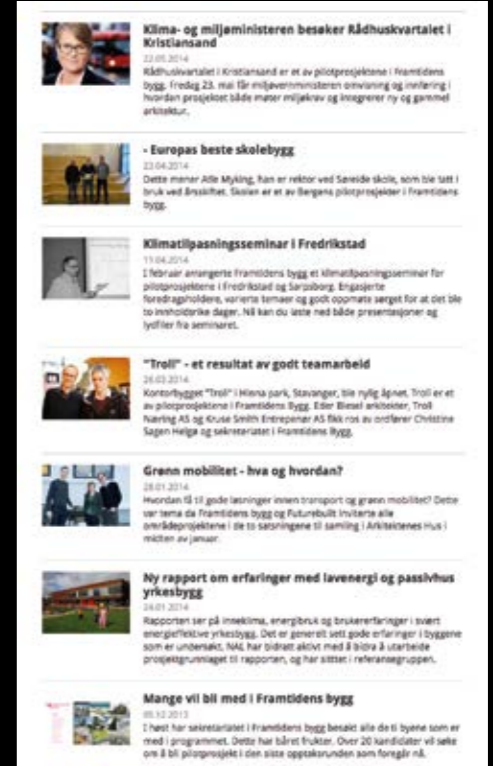 Klima- og miljøministeren besøker Rådhuskvartalet i
Kristiansand
22.05.2014
Rådhuskvartalet i Kristiansand er et av pilotprosjektene i Framtidens
bygg. Fredag 23. mai får miljøvernministeren omvisning og innføring i
hvordan prosjektet både møter miljøkrav og integrerer ny og gammel
arkitektur.
- Europas beste skolebygg
23.04.2014
Dette mener Atle Myking, han er rektor ved Søreide skole, som ble tatt i
bruk ved årsskiftet. Skolen er et av Bergens pilotprosjekter i Framtidens
bygg.
Klimatilpasningsseminar i Fredrikstad
11.04.2014
I februar arrangerte Framtidens bygg et klimatilpasningsseminar for
pilotprosjektene i Fredrikstad og Sarpsborg. Engasjerte
foredragsholdere, varierte temaer og godt oppmøte sørget for at det ble
to innholdsrike dager. Nå kan du laste ned både presentasjoner og
lydfiler fra seminaret.
"Troll" - et resultat av godt teamarbeid
26.03.2014
Kontorbygget "Troll" i Hinna park, Stavanger, ble nylig åpnet. Troll er et
av pilotprosjektene i Framtidens Bygg. Eder Biesel arkitekter, Troll
Næring AS og Kruse Smith Entrepenør AS fikk ros av ordfører Christine
Sagen Helgø og sekretariatet i Framtidens Bygg.
Grønn mobilitet - hva og hvordan?
28.01.2014
Hvordan få til gode løsninger innen transport og grønn mobilitet? Dette
var tema da Framtidens bygg og Futurebuilt inviterte alle
områdeprosjektene i de to satsningene til samling i Arkitektenes Hus i
midten av januar.
Ny rapport om erfaringer med lavenergi og passivhus
yrkesbygg
24.01.2014
Rapporten ser på inneklima, energibruk og brukererfaringer i svært
energieffektive yrkesbygg. Det er generelt sett gode erfaringer i byggene
som er undersøkt. NAL har bidratt aktivt med å bidra å utarbeide
prosjektgrunnlaget til rapporten, og har sittet i referansegruppen.
Mange vil bli med i Framtidens bygg
05.12.2013
I høst har sekretariatet i Framtidens bygg besøkt alle de ti byene som er
med i programmet. Dette har båret frukter. Over 20 kandidater vil søke
om å bli pilotprosjekt i den siste opptaksrunden som foregår nå.